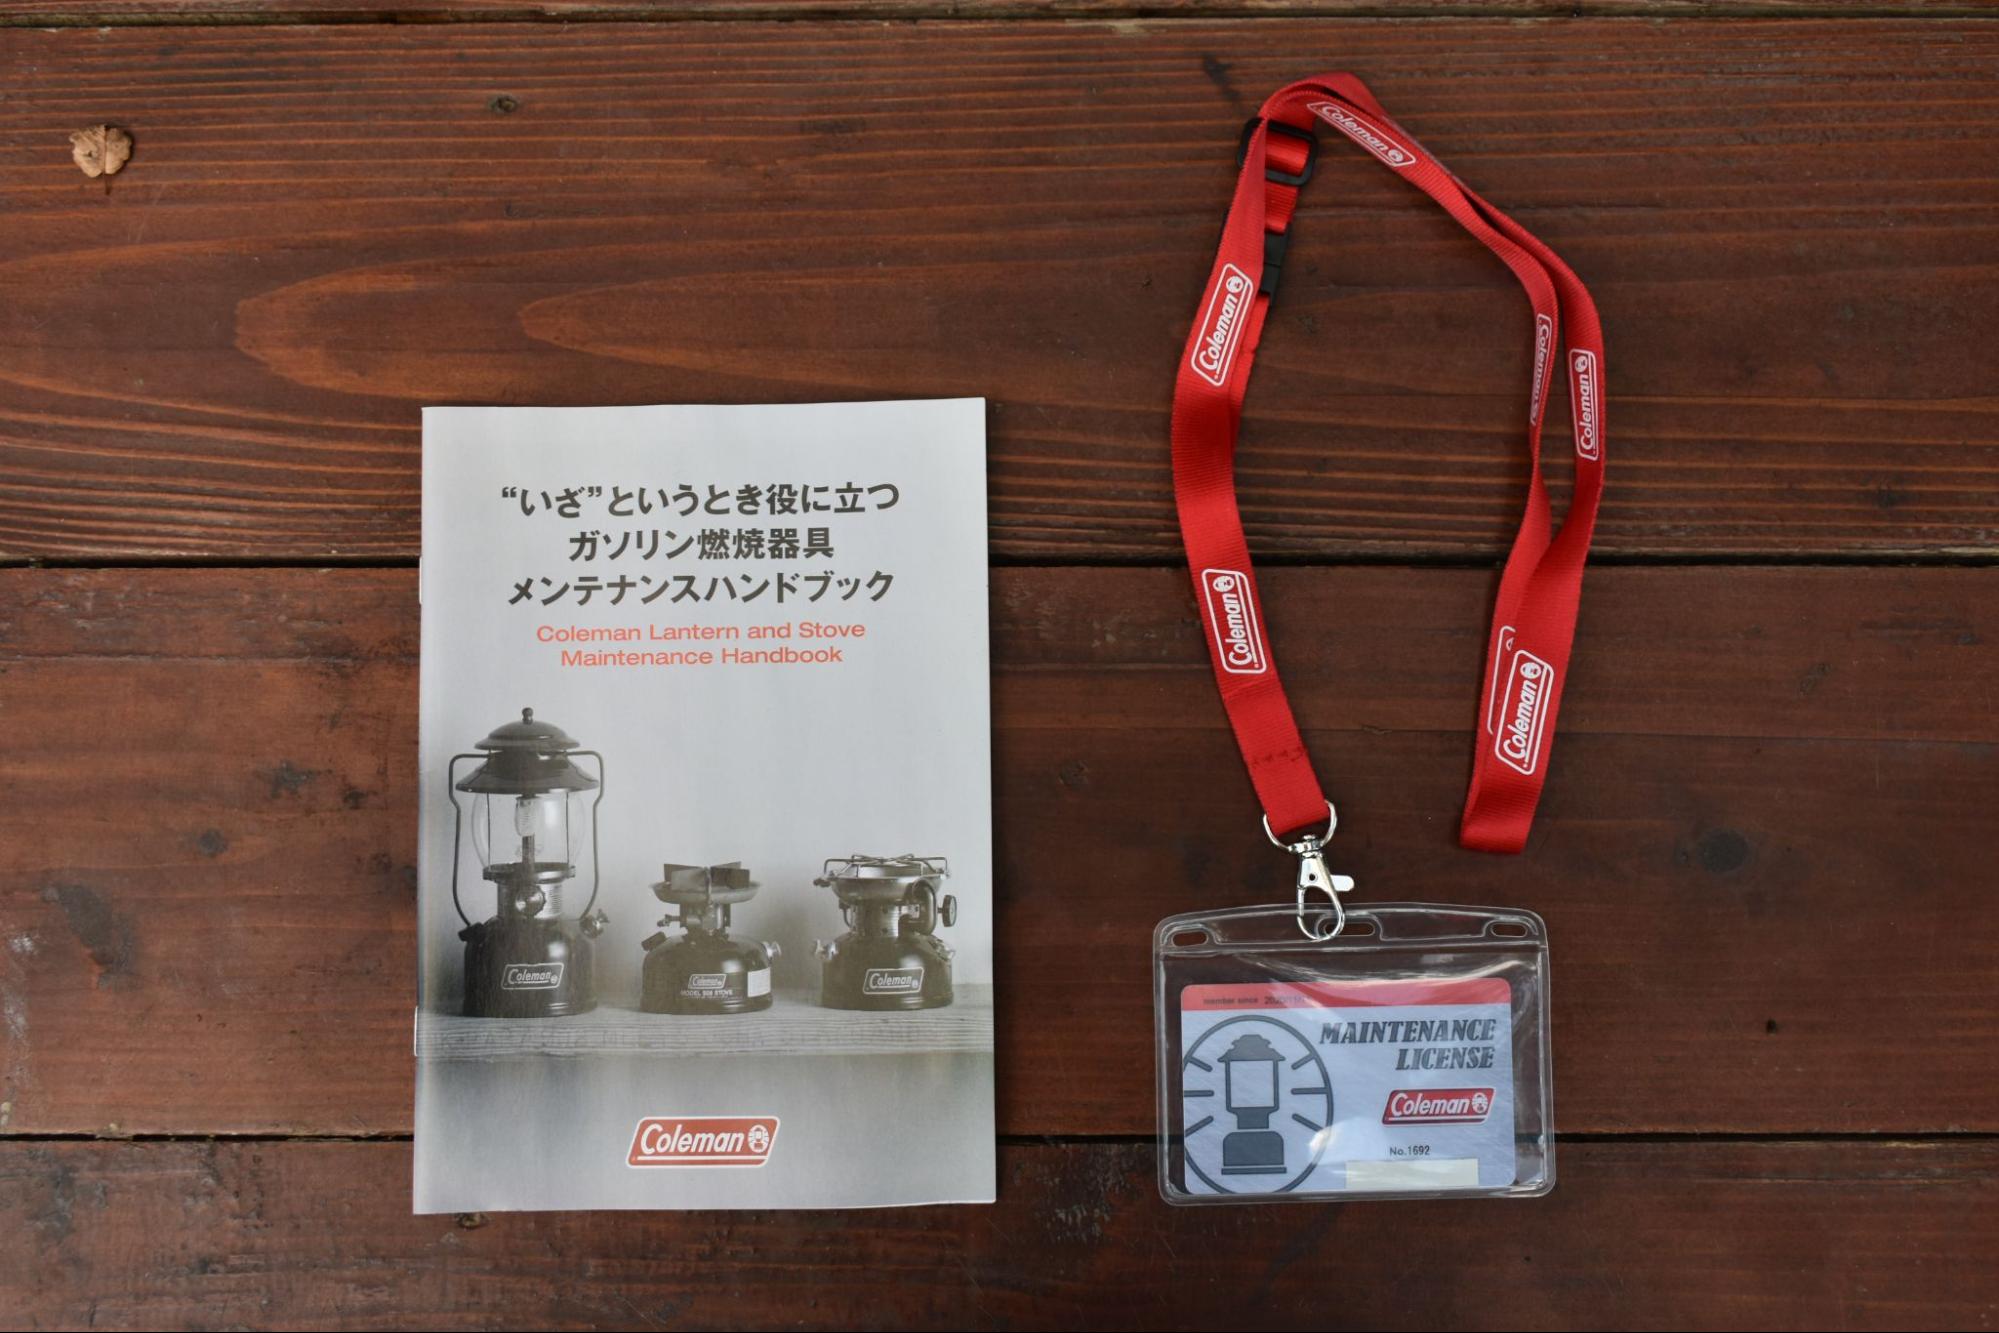 “いざ”というとき役に立つ
ガソリン燃焼器具
メンテナンスハンドブック
Coleman Lantern and Stove
Maintenance Handbook
Coleman
Coleman
MODEL 508 STOVE
Coleman
Coleman
Coleman
Coleman
Coleman
Coleman
Coleman
Coleman
member since
MAINTENANCE
LICENSE
Coleman
No.1692